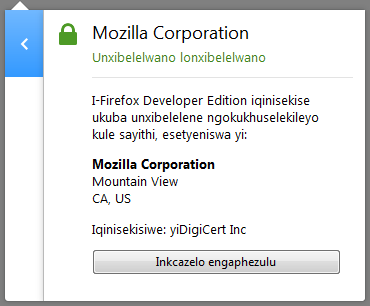 Mozilla Corporation
Unxibelelwano lonxibelelwano
I-Firefox Developer Edition iqinisekise
ukuba unxibelelene ngokukhuselekileyo
kule sayithi, esetyeniswa yi:
Mozilla Corporation
Mountain View
CA, US
Iqinisekisiwe: yiDigiCert Inc
Inkcazelo engaphezulu